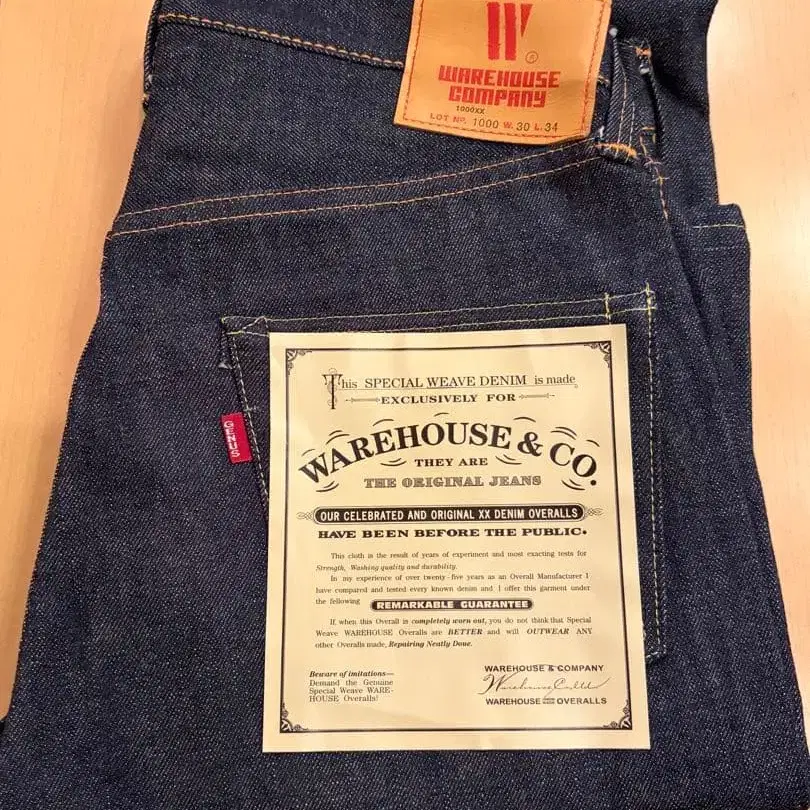 W ®
WAREHOUSE
COMPANY
1000XX
LOT Nº. 1000 W. 30 L. 34
GENUS
This SPECIAL WEAVE DENIM is made
EXCLUSIVELY FOR
WAREHOUSE & CO.
THEY ARE
THE ORIGINAL JEANS
OUR CELEBRATED AND ORIGINAL XX DENIM OVERALLS
HAVE BEEN BEFORE THE PUBLIC.
This cloth is the result of years of experiment and most exacting tests for
Strength, Washing quality and durability.
In my experience of over twenty-five years as an Overall Manufacturer I
have compared and tested every known denim and I offer this garment under
the following REMARKABLE GUARANTEE
If when this Overall is completely worn out, you do not think that Special
Weave WAREHOUSE Overalls are BETTER and will OUTWEAR ANY
other Overalls made, Repairing Neatly Done.
Beware of imitations—
Demand the Genuine
Special Weave WARE-
HOUSE Overalls!
WAREHOUSE & COMPANY
Warehouse Co.ltd
WAREHOUSE OVERALLS